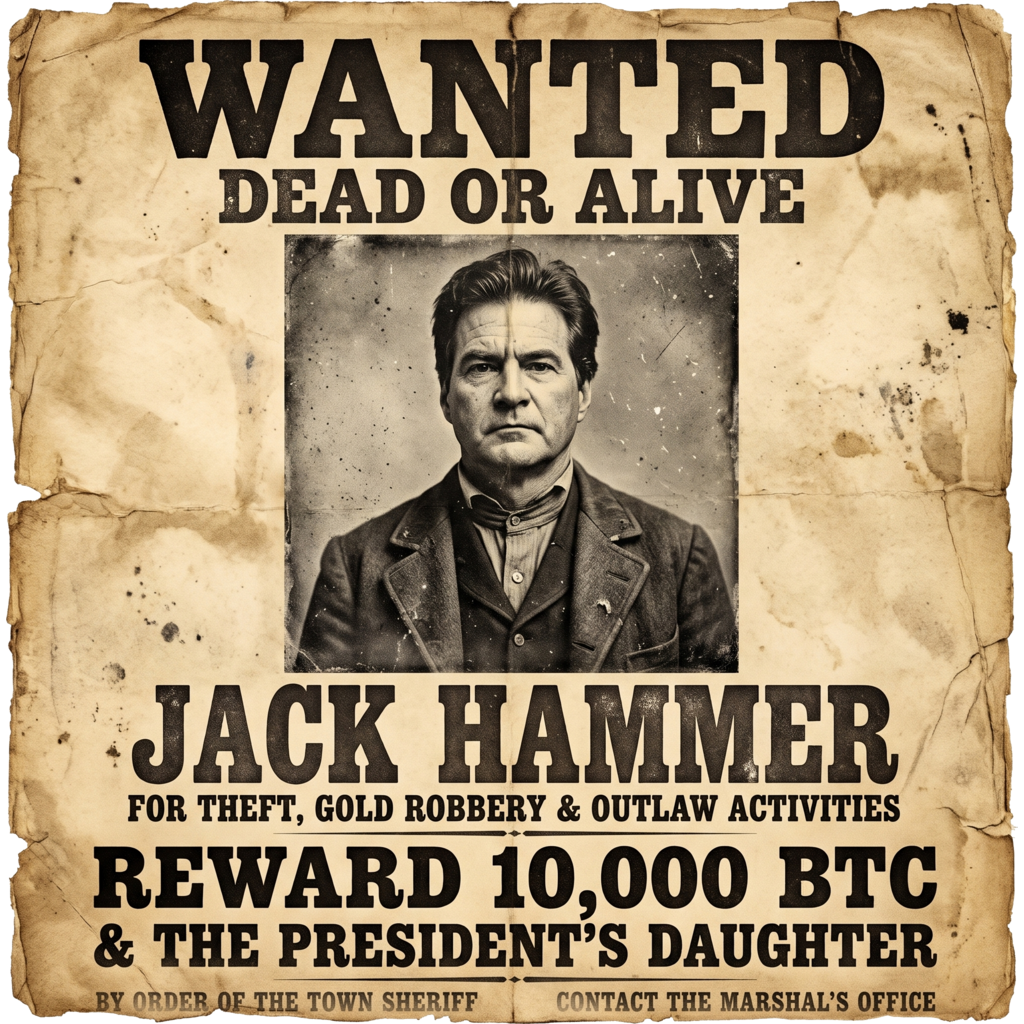 WANTED
DEAD OR ALIVE
JACK HAMMER
FOR THEFT, GOLD ROBBERY & OUTLAW ACTIVITIES
REWARD 10,000 BTC
& THE PRESIDENT'S DAUGHTER
BY ORDER OF THE TOWN SHERIFF
CONTACT THE MARSHAL'S OFFICE